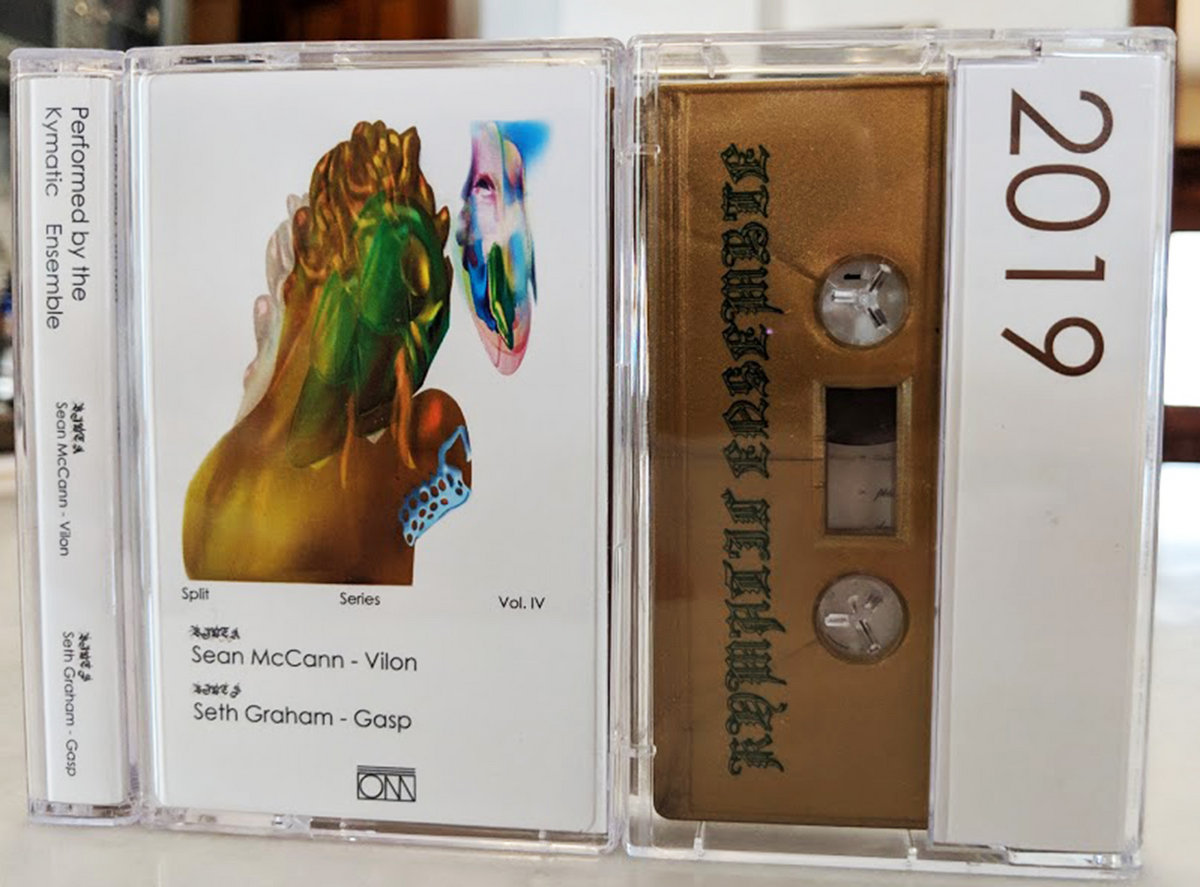 Performed by the
Kymatic Ensemble
Sean McCann - Vilon
Seth Graham - Gasp
Split Series Vol. IV
Sean McCann - Vilon
Seth Graham - Gasp
KYMATIC ENSEMBLE
2019